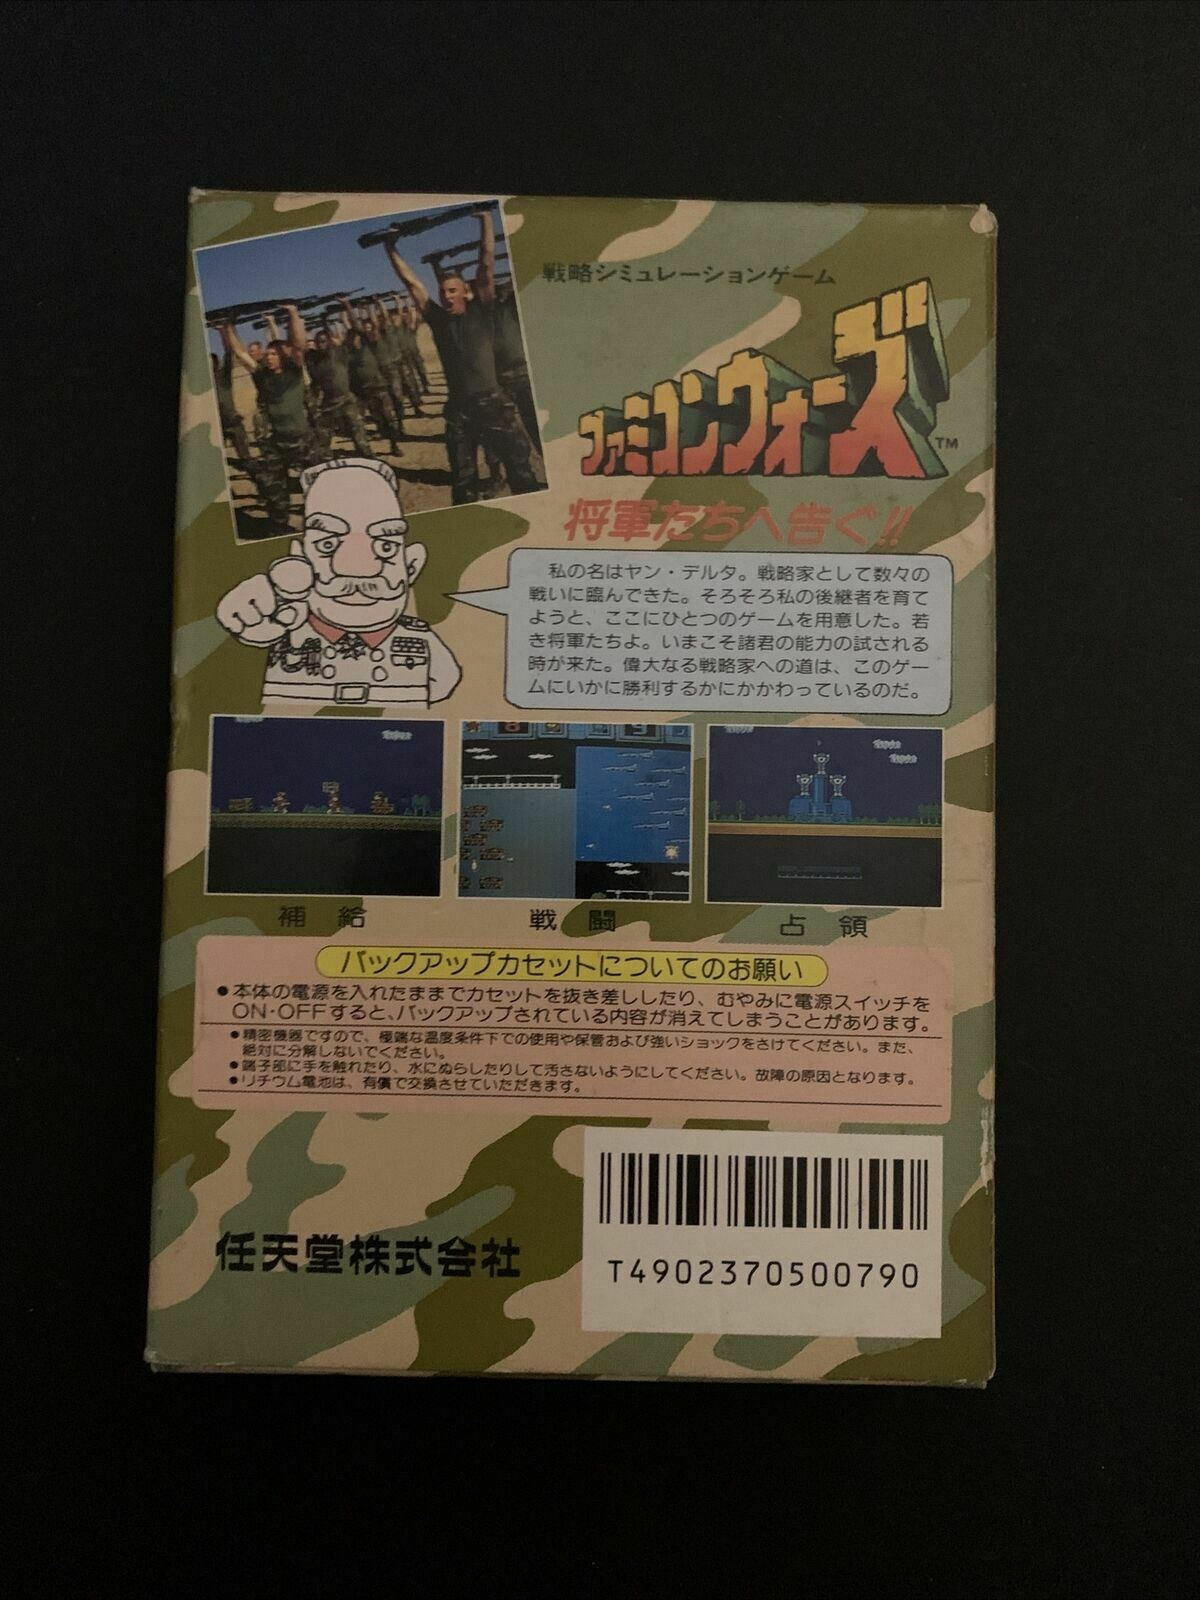 戦略シミュレーションゲーム
ファミコンウォーズ
TM
将軍たちへ告ぐ!!
私の名はヤン・デルタ。戦略家として数々の
戦いに臨んできた。そろそろ私の後継者を育て
ようと、ここにひとつのゲームを用意した。若
き将軍たちよ。いまこそ諸君の能力の試される
時が来た。偉大なる戦略家への道は、このゲー
ムにいかに勝利するかにかかわっているのだ。
8 9
補給 戦闘 占領
バックアップカセットについてのお願い
●本体の電源を入れたままでカセットを抜き差ししたり、むやみに電源スイッチを
ON・OFFすると、バックアップされている内容が消えてしまうことがあります。
●精密機器ですので、極端な温度条件下での使用や保管および強いショックをさけてください。また、
絶対に分解しないでください。
●端子部に手を触れたり、水にぬらしたりして汚さないようにしてください。故障の原因となります。
●リチウム電池は、有償で交換させていただきます。
任天堂株式会社
T4902370500790